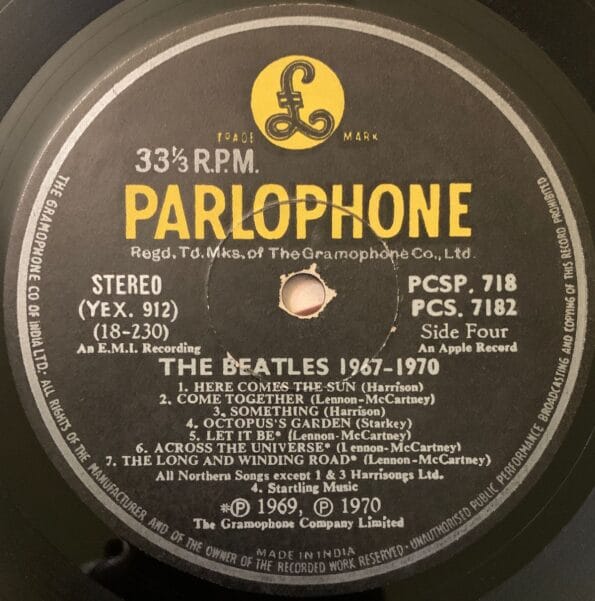 £
TRADE MARK
33⅓ R.P.M.
PARLOPHONE
Regd. Td. Mks. of The Gramophone Co., Ltd.
STEREO
(YEX. 912)
(18-230)
An E.M.I. Recording
PCSP. 718
PCS. 7182
Side Four
An Apple Record
THE BEATLES 1967-1970
1. HERE COMES THE SUN (Harrison)
2. COME TOGETHER (Lennon-McCartney)
3. SOMETHING (Harrison)
4. OCTOPUS'S GARDEN (Starkey)
5. LET IT BE* (Lennon-McCartney)
6. ACROSS THE UNIVERSE* (Lennon-McCartney)
7. THE LONG AND WINDING ROAD* (Lennon-McCartney)
All Northern Songs except 1 & 3 Harrisongs Ltd.
4. Startling Music
*℗ 1969, ℗ 1970
The Gramophone Company Limited
MADE IN INDIA
THE GRAMOPHONE CO OF INDIA LTD: ALL RIGHTS OF THE MANUFACTURER AND OF THE OWNER OF THE RECORDED WORK RESERVED · UNAUTHORISED PUBLIC PERFORMANCE BROADCASTING AND COPYING OF THIS RECORD PROHIBITED